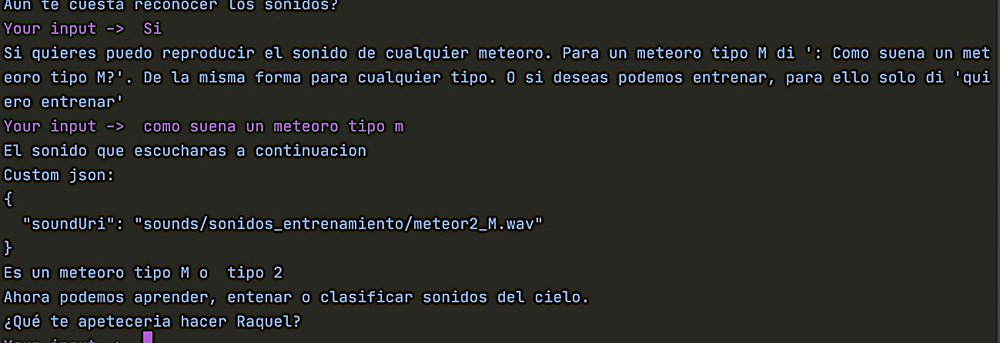 Aun te cuesta reconocer los sonidos?
Your input ->  Si
Si quieres puedo reproducir el sonido de cualquier meteoro. Para un meteoro tipo M di ': Como suena un met
eoro tipo M?'. De la misma forma para cualquier tipo. O si deseas podemos entrenar, para ello solo di 'qui
ero entrenar'
Your input ->  como suena un meteoro tipo m
El sonido que escucharas a continuacion
Custom json:
{
  "soundUri": "sounds/sonidos_entrenamiento/meteor2_M.wav"
}
Es un meteoro tipo M o  tipo 2
Ahora podemos aprender, entenar o clasificar sonidos del cielo.
¿Qué te apeteceria hacer Raquel?
Your input ->